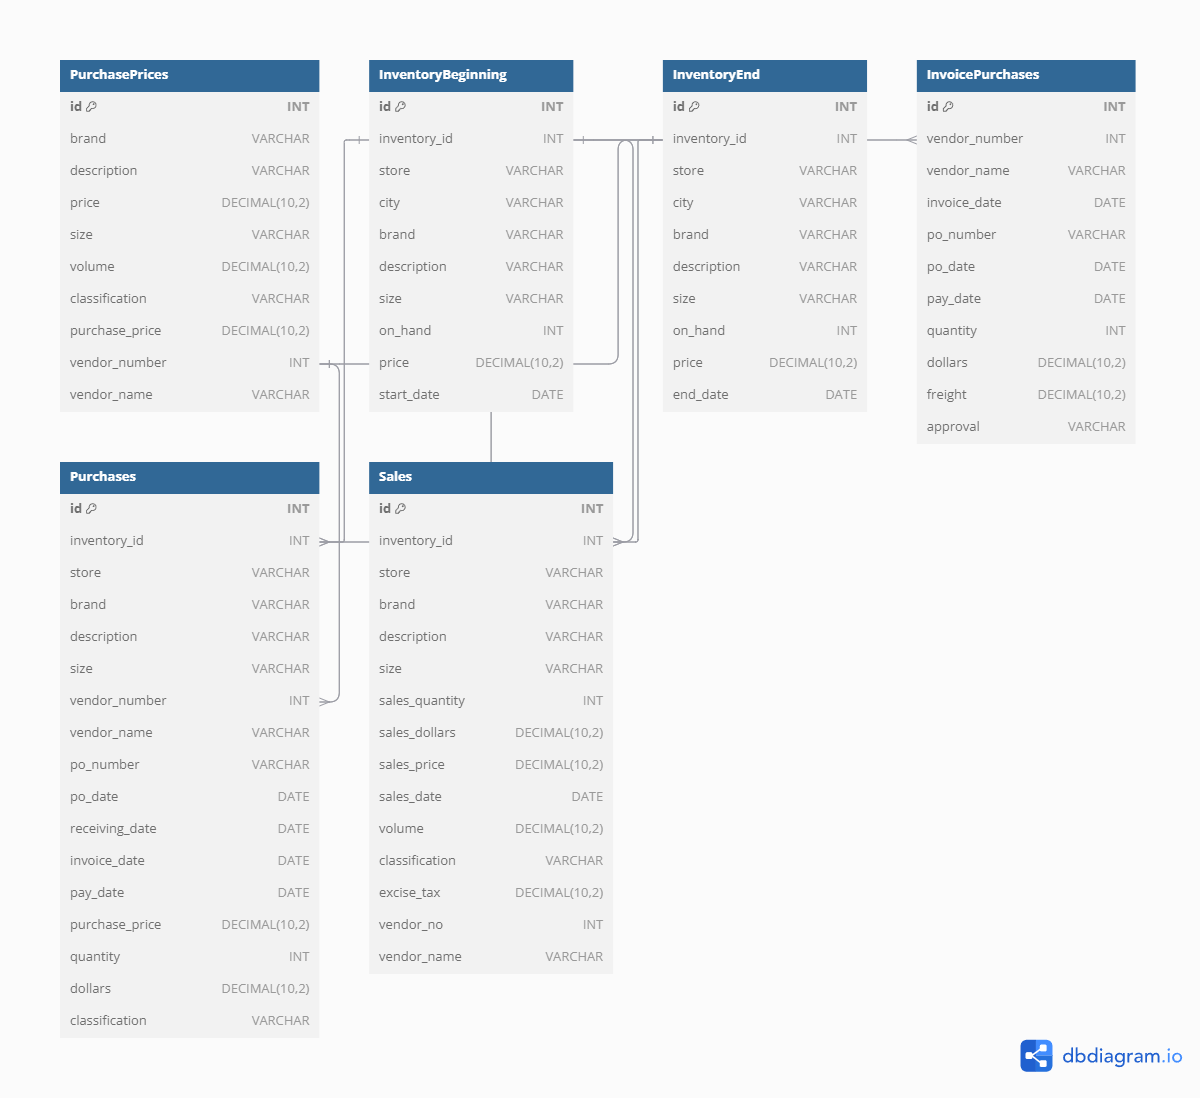 PurchasePrices
id INT
brand VARCHAR
description VARCHAR
price DECIMAL(10,2)
size VARCHAR
volume DECIMAL(10,2)
classification VARCHAR
purchase_price DECIMAL(10,2)
vendor_number INT
vendor_name VARCHAR
InventoryBeginning
id INT
inventory_id INT
store VARCHAR
city VARCHAR
brand VARCHAR
description VARCHAR
size VARCHAR
on_hand INT
price DECIMAL(10,2)
start_date DATE
InventoryEnd
id INT
inventory_id INT
store VARCHAR
city VARCHAR
brand VARCHAR
description VARCHAR
size VARCHAR
on_hand INT
price DECIMAL(10,2)
end_date DATE
InvoicePurchases
id INT
vendor_number INT
vendor_name VARCHAR
invoice_date DATE
po_number VARCHAR
po_date DATE
pay_date DATE
quantity INT
dollars DECIMAL(10,2)
freight DECIMAL(10,2)
approval VARCHAR
Purchases
id INT
inventory_id INT
store VARCHAR
brand VARCHAR
description VARCHAR
size VARCHAR
vendor_number INT
vendor_name VARCHAR
po_number VARCHAR
po_date DATE
receiving_date DATE
invoice_date DATE
pay_date DATE
purchase_price DECIMAL(10,2)
quantity INT
dollars DECIMAL(10,2)
classification VARCHAR
Sales
id INT
inventory_id INT
store VARCHAR
brand VARCHAR
description VARCHAR
size VARCHAR
sales_quantity INT
sales_dollars DECIMAL(10,2)
sales_price DECIMAL(10,2)
sales_date DATE
volume DECIMAL(10,2)
classification VARCHAR
excise_tax DECIMAL(10,2)
vendor_no INT
vendor_name VARCHAR
dbdiagram.io